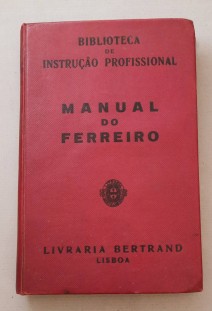 BIBLIOTECA
DE
INSTRUÇÃO PROFISSIONAL
MANUAL
DO
FERREIRO
LIVRARIA BERTRAND
LISBOA